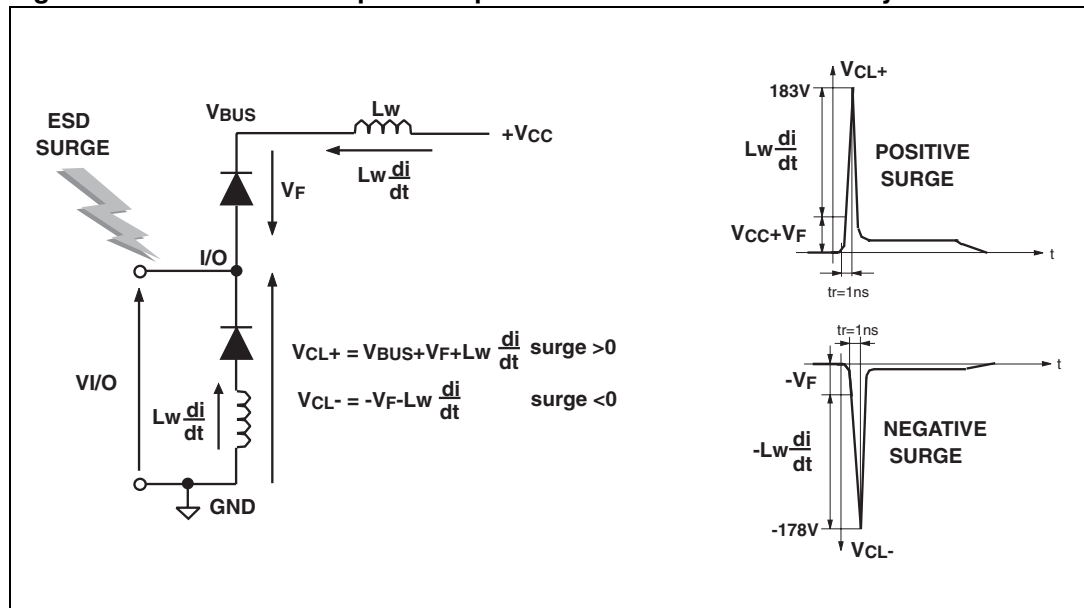 ESD
SURGE
VBUS
Lw
+VCC
Lw di/dt
VF
I/O
VI/O
Lw di/dt
GND
VCL+ = VBUS+VF+Lw di/dt surge >0
VCL- = -VF-Lw di/dt surge <0
VCL+
183V
Lw di/dt
POSITIVE
SURGE
VCC+VF
t
tr=1ns
tr=1ns
t
-VF
-Lw di/dt
NEGATIVE
SURGE
-178V
VCL-